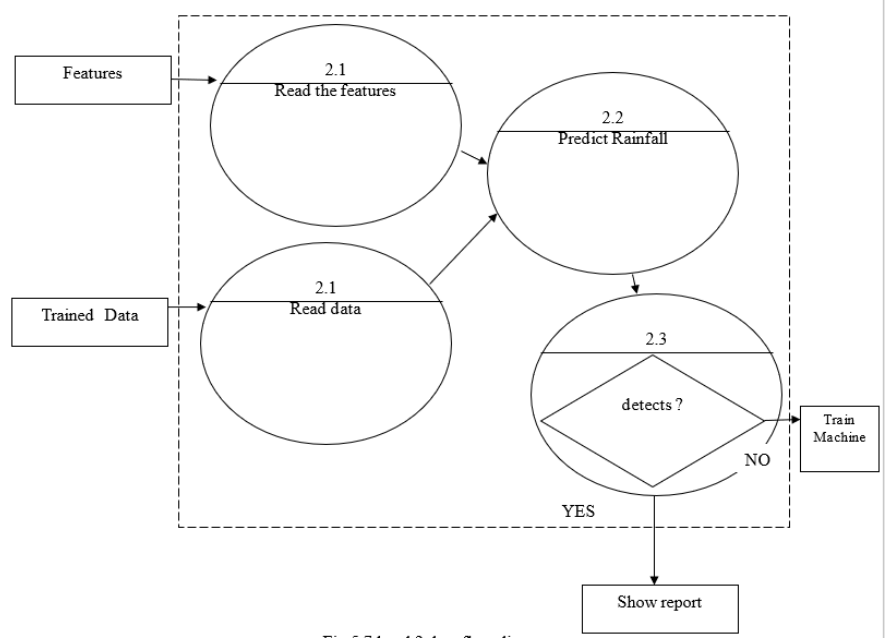 Features
2.1
Read the features
2.2
Predict Rainfall
Trained Data
2.1
Read data
2.3
detects ?
Train
Machine
NO
YES
Show report